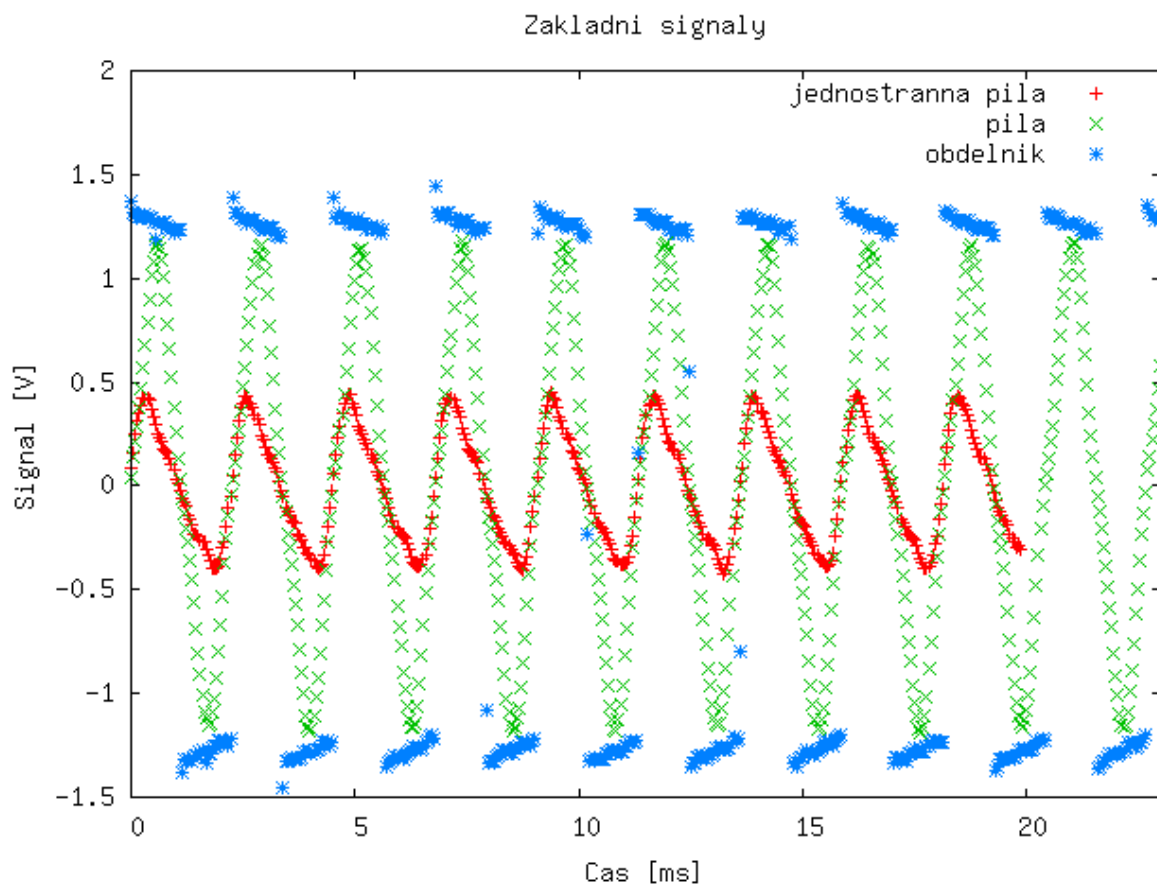 Zakladni signaly
2
1.5
1
0.5
0
-0.5
-1
-1.5
Signal [V]
jednostranna pila
pila
obdelnik
0 5 10 15 20
Cas [ms]